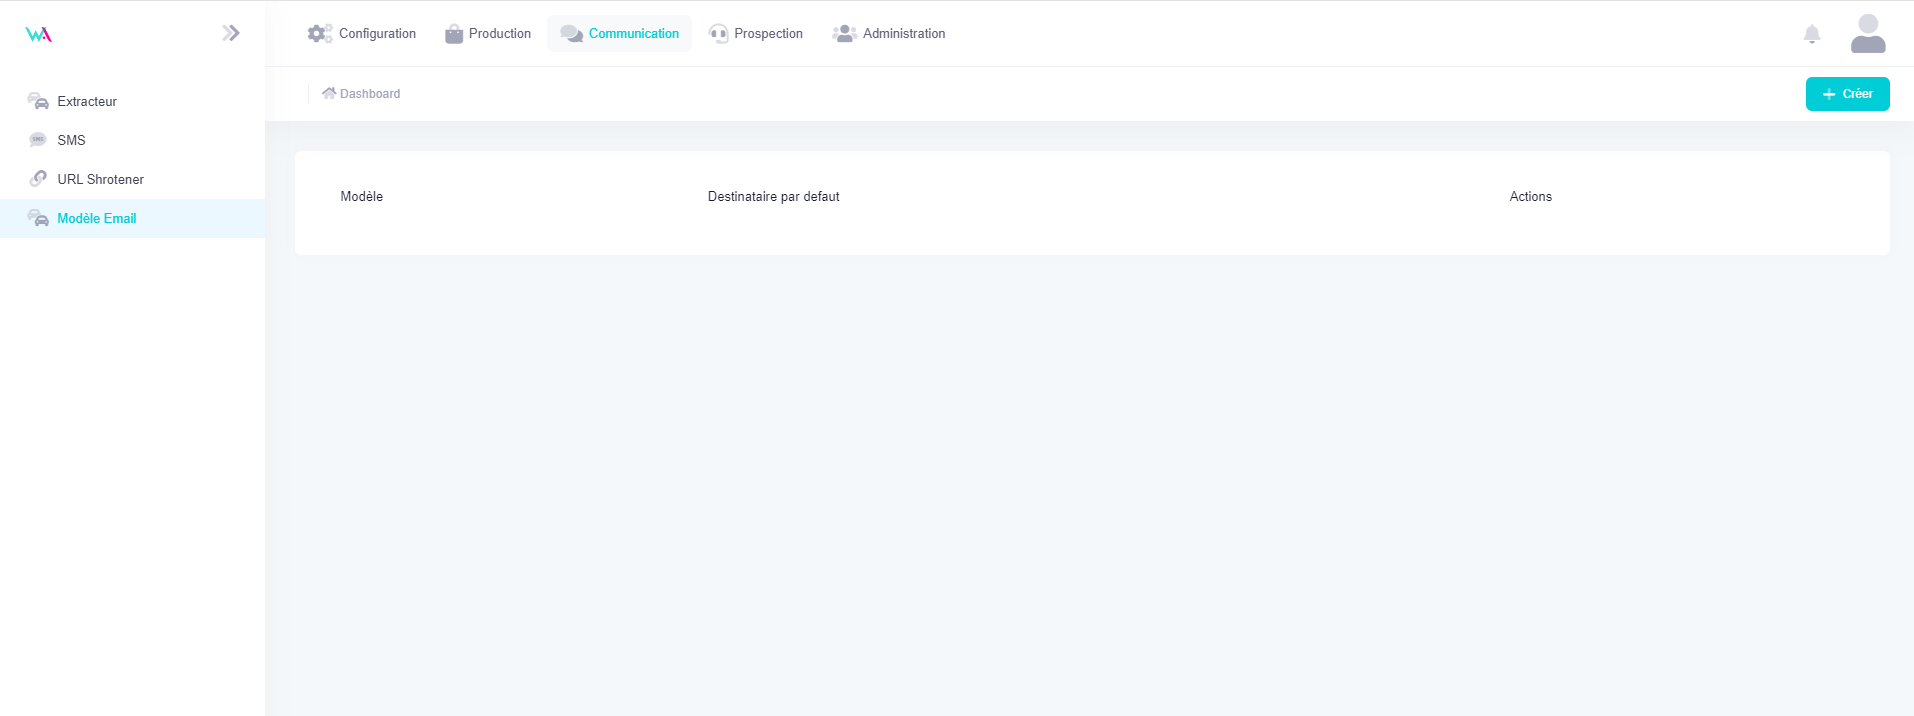 WA
Configuration
Production
Communication
Prospection
Administration
Dashboard
+ Créer
Extracteur
SMS
URL Shrotener
Modèle Email
Modèle
Destinataire par defaut
Actions